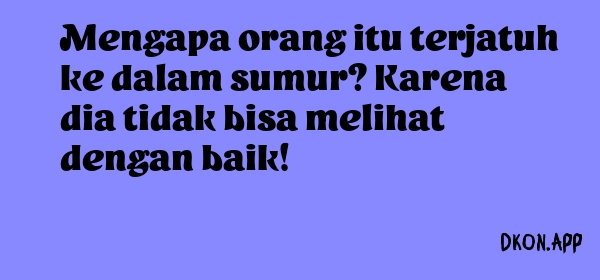 Mengapa orang itu terjatuh
ke dalam sumur? Karena
dia tidak bisa melihat
dengan baik!
DKON.APP